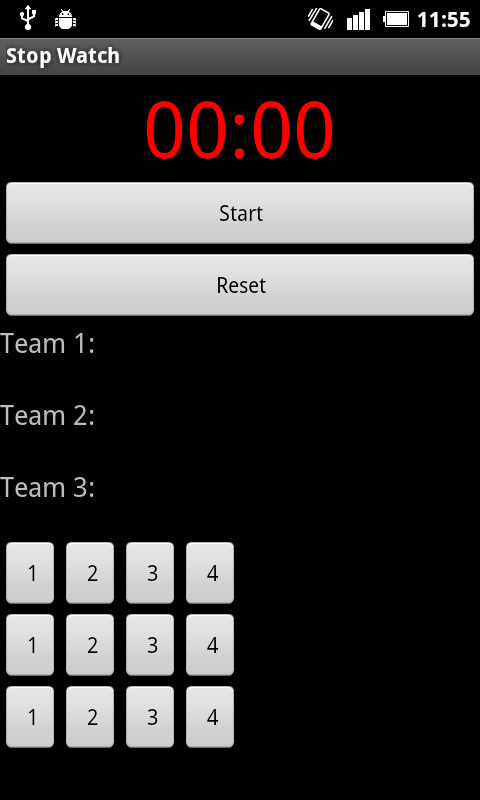 11:55
Stop Watch
00:00
Start
Reset
Team 1:
Team 2:
Team 3:
1 2 3 4
1 2 3 4
1 2 3 4